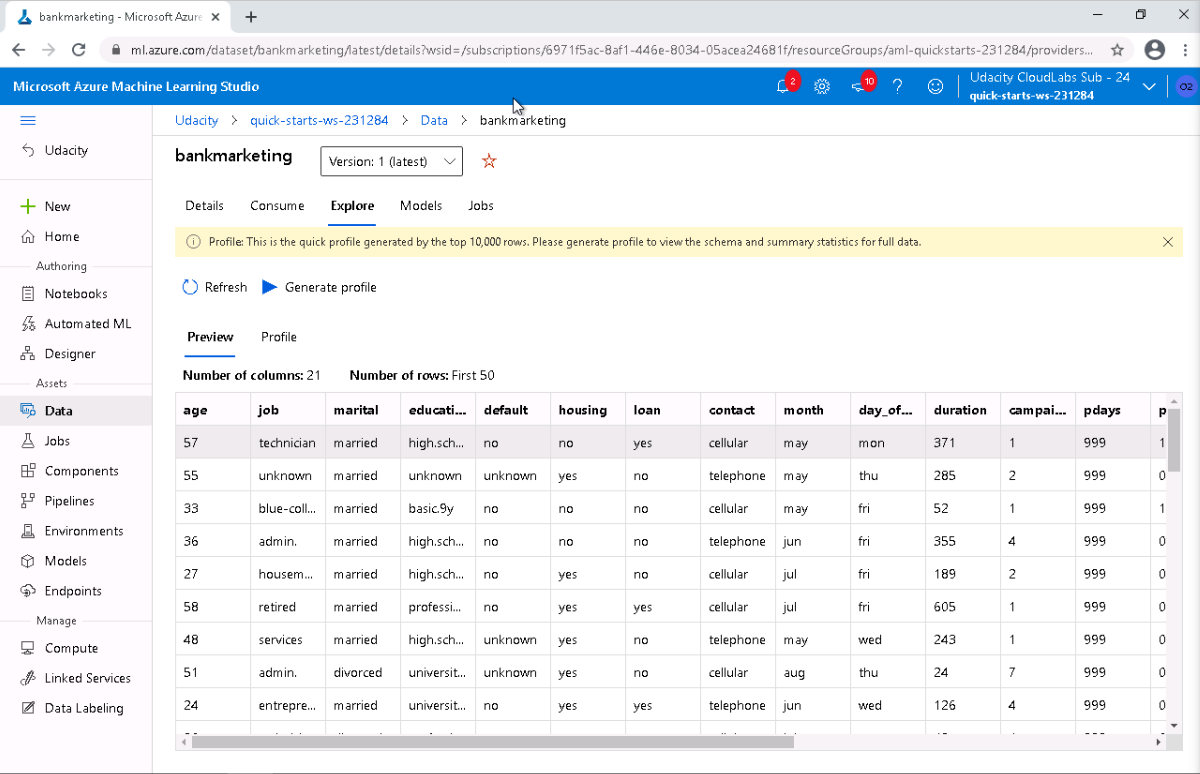 bankmarketing - Microsoft Azure
ml.azure.com/dataset/bankmarketing/latest/details?wsid=/subscriptions/6971f5ac-8af1-446e-8034-05acea24681f/resourceGroups/aml-quickstarts-231284/providers...
Microsoft Azure Machine Learning Studio
2
10
?
Udacity CloudLabs Sub - 24
quick-starts-ws-231284
O2
Udacity > quick-starts-ws-231284 > Data > bankmarketing
Udacity
New
Home
Authoring
Notebooks
Automated ML
Designer
Assets
Data
Jobs
Components
Pipelines
Environments
Models
Endpoints
Manage
Compute
Linked Services
Data Labeling
bankmarketing
Version: 1 (latest)
Details Consume Explore Models Jobs
Profile: This is the quick profile generated by the top 10,000 rows. Please generate profile to view the schema and summary statistics for full data.
Refresh Generate profile
Preview Profile
Number of columns: 21 Number of rows: First 50
age job marital educati... default housing loan contact month day_of... duration campai... pdays p
57 technician married high.sch... no no yes cellular may mon 371 1 999 1
55 unknown married unknown unknown yes no telephone may thu 285 2 999 0
33 blue-coll... married basic.9y no no no cellular may fri 52 1 999 1
36 admin. married high.sch... no no no telephone jun fri 355 4 999 0
27 housem... married high.sch... no yes no cellular jul fri 189 2 999 0
58 retired married professi... no yes yes cellular jul fri 605 1 999 0
48 services married high.sch... unknown yes no telephone may wed 243 1 999 0
51 admin. divorced universit... unknown yes no cellular aug thu 24 7 999 0
24 entrepre... married universit... no yes yes telephone jun wed 126 4 999 0